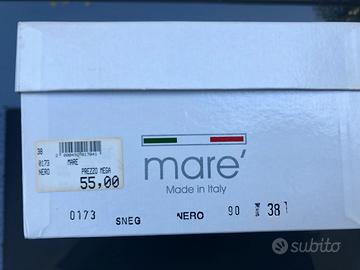 38
0173 MARE
NERO PREZZO MEGA
55,00
mare'
Made in Italy
0173 SNEG NERO 90 38
subito